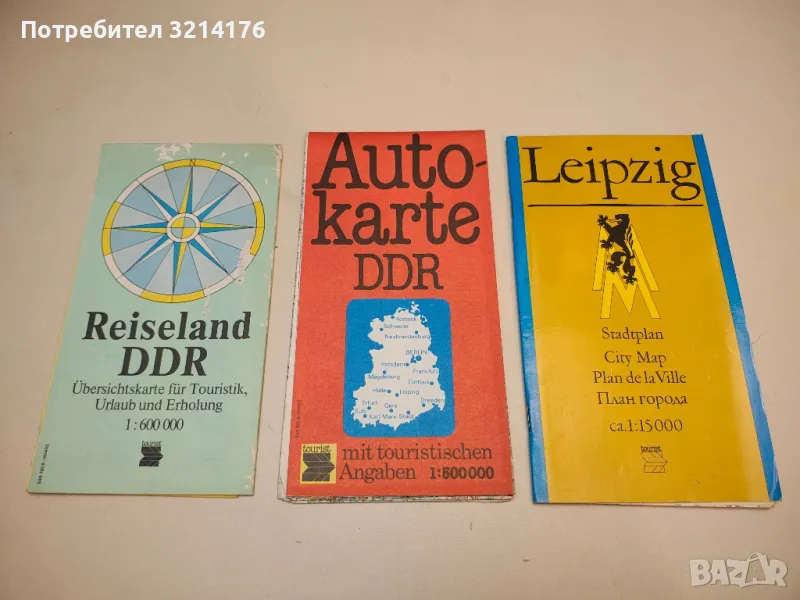 Потребител 3214176
Reiseland
DDR
Übersichtskarte für Touristik,
Urlaub und Erholung
1:600 000
tourist
Auto-
karte
DDR
Rostock
Schwerin
Neubrandenburg
BERLIN
Potsdam
Frankfurt
Magdeburg
Cottbus
Halle
Leipzig
Erfurt
Gera
Dresden
Suhl
Karl-Marx-Stadt
tourist
mit touristischen
Angaben 1:600 000
Leipzig
M
Stadtplan
City Map
Plan de la Ville
План города
ca.1:15 000
tourist
BAZAR